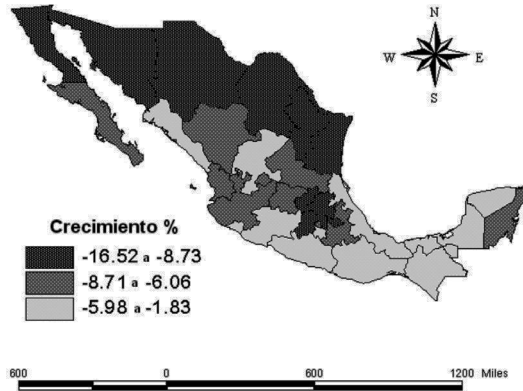 N
W E
S
Crecimiento %
-16.52 a -8.73
-8.71 a -6.06
-5.98 a -1.83
600 0 600 1200 Miles